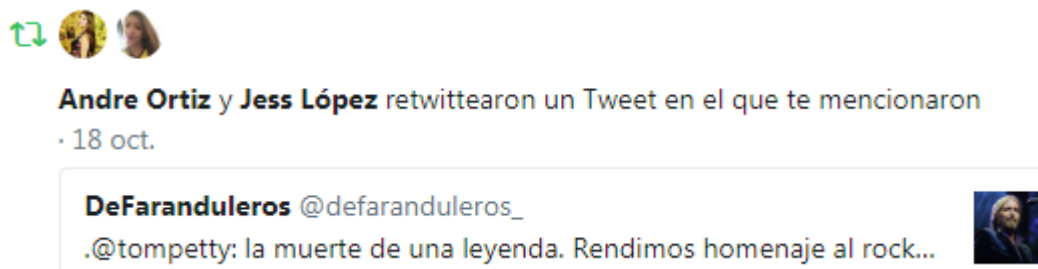 Andre Ortiz y Jess López retwittearon un Tweet en el que te mencionaron
· 18 oct.
DeFaranduleros @defaranduleros_
.@tompetty: la muerte de una leyenda. Rendimos homenaje al rock...